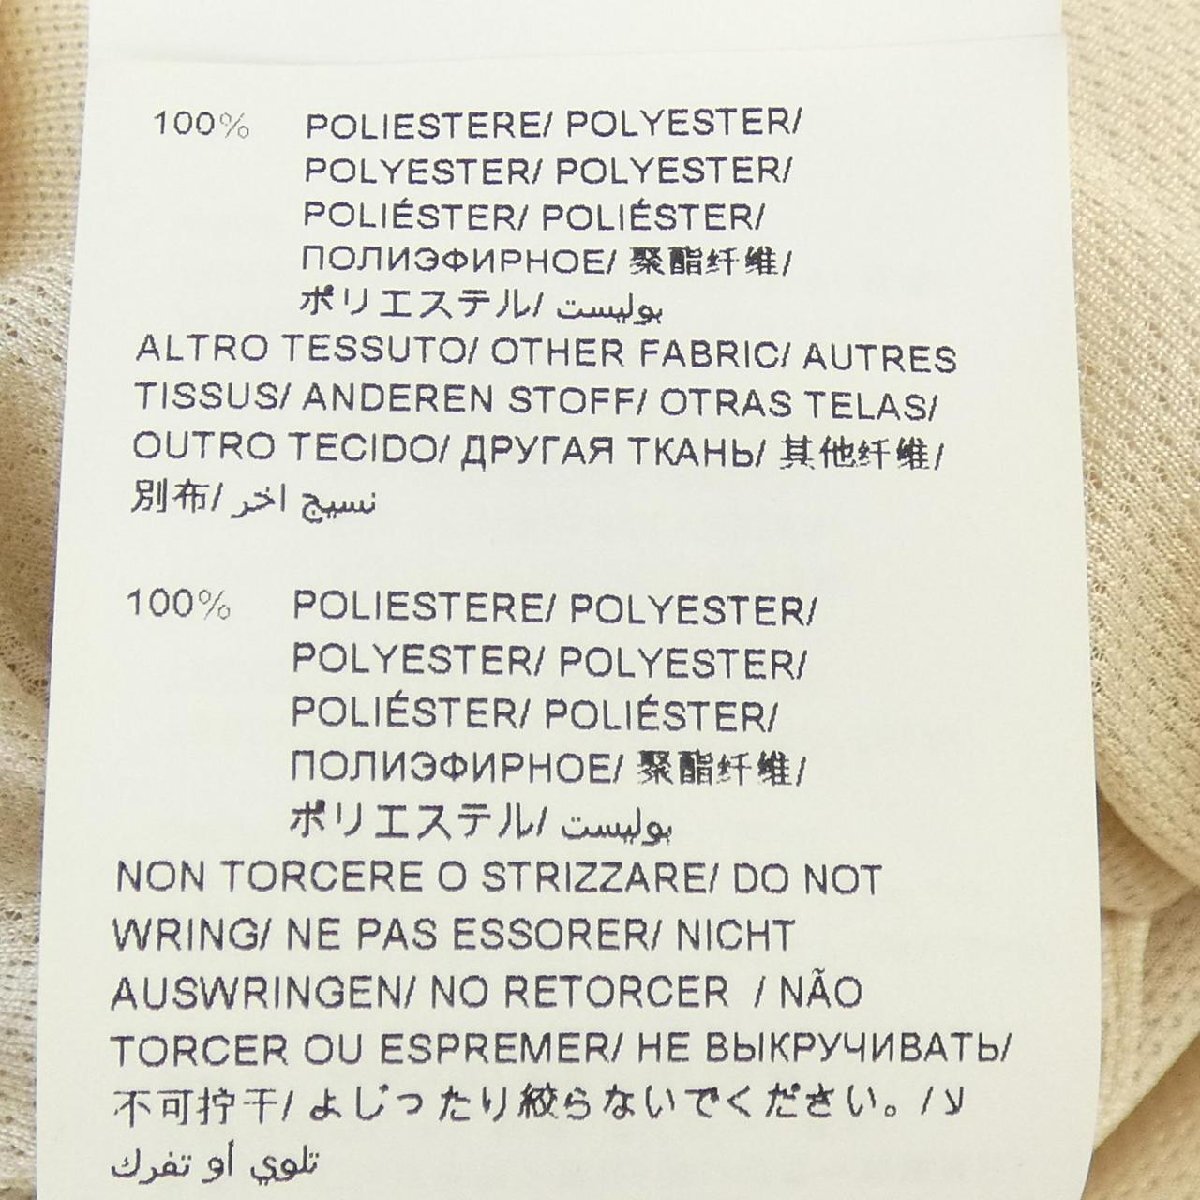 100% POLIESTERE/ POLYESTER/
POLYESTER/ POLYESTER/
POLIÉSTER/ POLIÉSTER/
ПОЛИЭФИРНОЕ/ 聚酯纤维/
ポリエステル/ بوليست
ALTRO TESSUTO/ OTHER FABRIC/ AUTRES
TISSUS/ ANDEREN STOFF/ OTRAS TELAS/
OUTRO TECIDO/ ДРУГАЯ ТКАНЬ/ 其他纤维/
別布/ نسيج اخر
100% POLIESTERE/ POLYESTER/
POLYESTER/ POLYESTER/
POLIÉSTER/ POLIÉSTER/
ПОЛИЭФИРНОЕ/ 聚酯纤维/
ポリエステル/ بوليست
NON TORCERE O STRIZZARE/ DO NOT
WRING/ NE PAS ESSORER/ NICHT
AUSWRINGEN/ NO RETORCER / NÃO
TORCER OU ESPREMER/ НЕ ВЫКРУЧИВАТЬ/
不可拧干/ よじったり絞らないでください。/ لا
تلوي أو تفرك